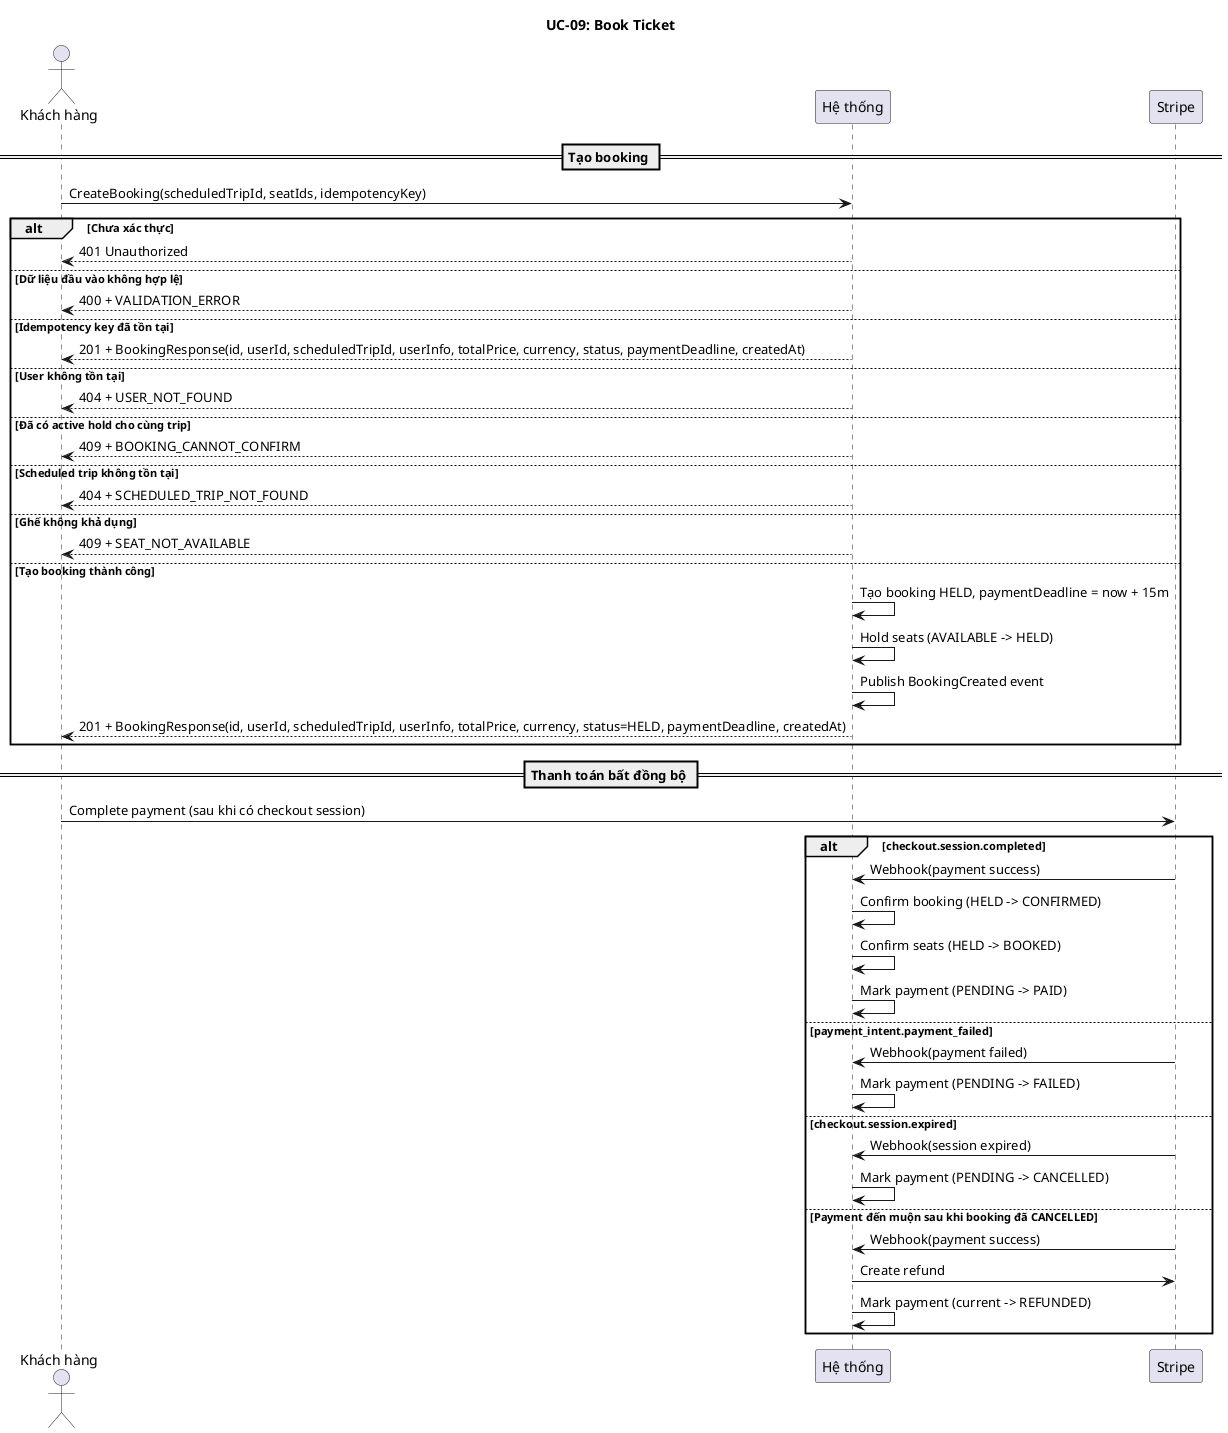 UC-09: Book Ticket
Khách hàng
Hệ thống
Stripe
Tạo booking
CreateBooking(scheduledTripId, seatIds, idempotencyKey)
alt [Chưa xác thực]
401 Unauthorized
[Dữ liệu đầu vào không hợp lệ]
400 + VALIDATION_ERROR
[Idempotency key đã tồn tại]
201 + BookingResponse(id, userId, scheduledTripId, userInfo, totalPrice, currency, status, paymentDeadline, createdAt)
[User không tồn tại]
404 + USER_NOT_FOUND
[Đã có active hold cho cùng trip]
409 + BOOKING_CANNOT_CONFIRM
[Scheduled trip không tồn tại]
404 + SCHEDULED_TRIP_NOT_FOUND
[Ghế không khả dụng]
409 + SEAT_NOT_AVAILABLE
[Tạo booking thành công]
Tạo booking HELD, paymentDeadline = now + 15m
Hold seats (AVAILABLE -> HELD)
Publish BookingCreated event
201 + BookingResponse(id, userId, scheduledTripId, userInfo, totalPrice, currency, status=HELD, paymentDeadline, createdAt)
Thanh toán bất đồng bộ
Complete payment (sau khi có checkout session)
alt [checkout.session.completed]
Webhook(payment success)
Confirm booking (HELD -> CONFIRMED)
Confirm seats (HELD -> BOOKED)
Mark payment (PENDING -> PAID)
[payment_intent.payment_failed]
Webhook(payment failed)
Mark payment (PENDING -> FAILED)
[checkout.session.expired]
Webhook(session expired)
Mark payment (PENDING -> CANCELLED)
[Payment đến muộn sau khi booking đã CANCELLED]
Webhook(payment success)
Create refund
Mark payment (current -> REFUNDED)
Khách hàng
Hệ thống
Stripe